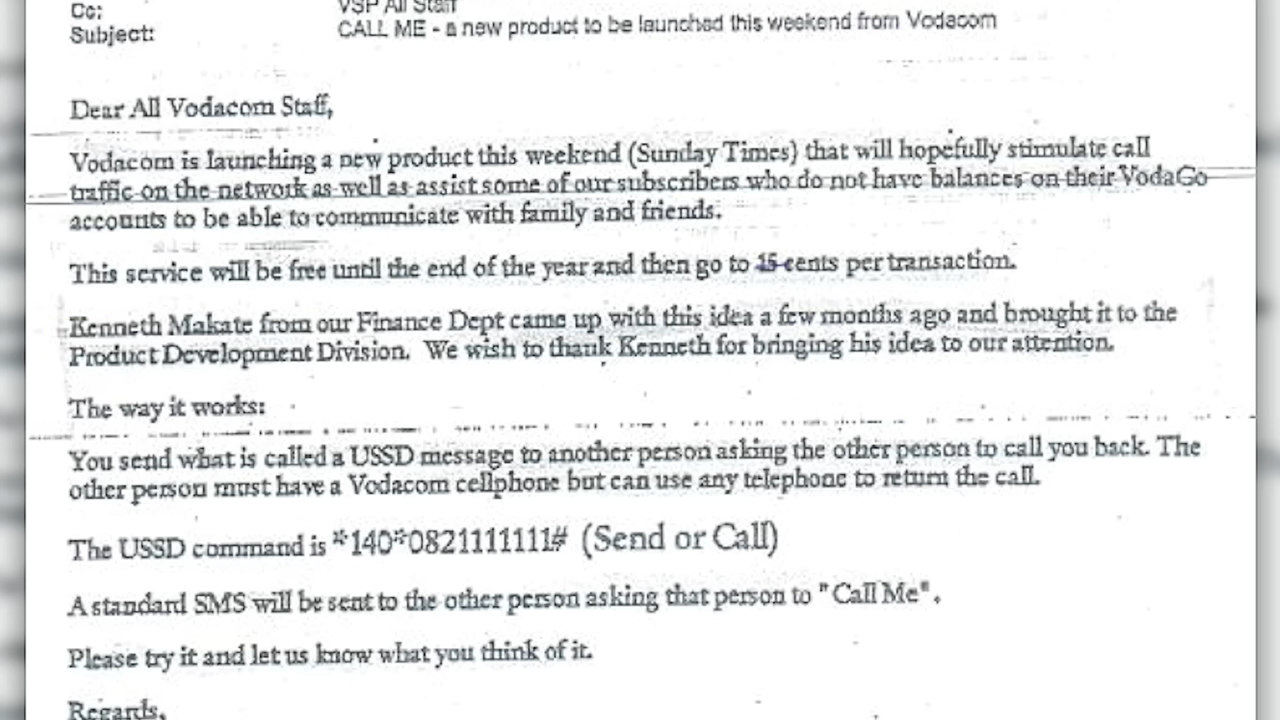 Cc: VSP All Staff
Subject: CALL ME - a new product to be launched this weekend from Vodacom
Dear All Vodacom Staff,
Vodacom is launching a new product this weekend (Sunday Times) that will hopefully stimulate call
traffic on the network as well as assist some of our subscribers who do not have balances on their VodaGo
accounts to be able to communicate with family and friends.
This service will be free until the end of the year and then go to 15 cents per transaction.
Kenneth Makate from our Finance Dept came up with this idea a few months ago and brought it to the
Product Development Division. We wish to thank Kenneth for bringing his idea to our attention.
The way it works:
You send what is called a USSD message to another person asking the other person to call you back. The
other person must have a Vodacom cellphone but can use any telephone to return the call.
The USSD command is *140*0821111111# (Send or Call)
A standard SMS will be sent to the other person asking that person to "Call Me".
Please try it and let us know what you think of it.
Regards,